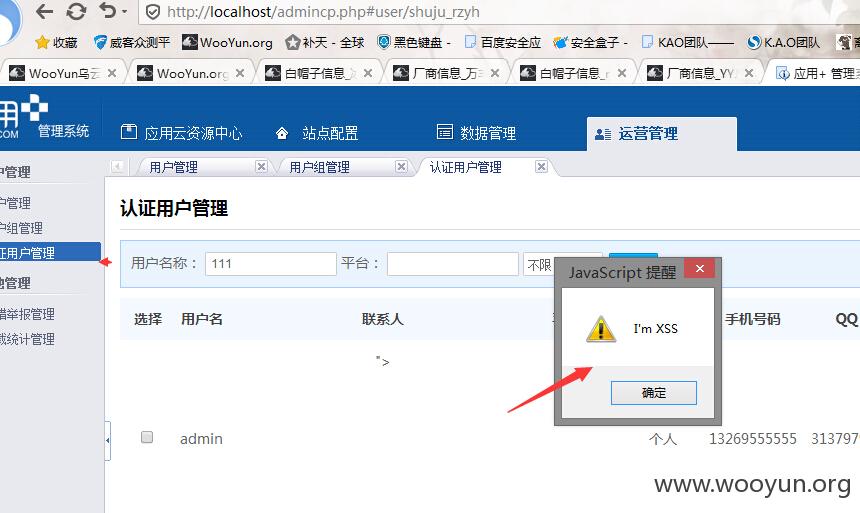 http://localhost/admincp.php#user/shuju_rzyh
收藏 威客众测平 WooYun.org 补天 - 全球 黑色键盘 - 百度安全应 安全盒子 - KAO团队—— K.A.O团队
WooYun乌云 WooYun.org 白帽子信息_ 厂商信息_万 白帽子信息_ 厂商信息_YY 应用+ 管理系
用
COM
管理系统
应用云资源中心 站点配置 数据管理 运营管理
户管理 用户管理 用户组管理 认证用户管理
户管理
户组管理
证用户管理
管理
举报管理
统计管理
认证用户管理
用户名称： 111 平台： 不限
选择 用户名 联系人 手机号码 QQ
">
admin 个人 13269555555 313797
JavaScript 提醒
I'm XSS
确定
www.wooyun.org